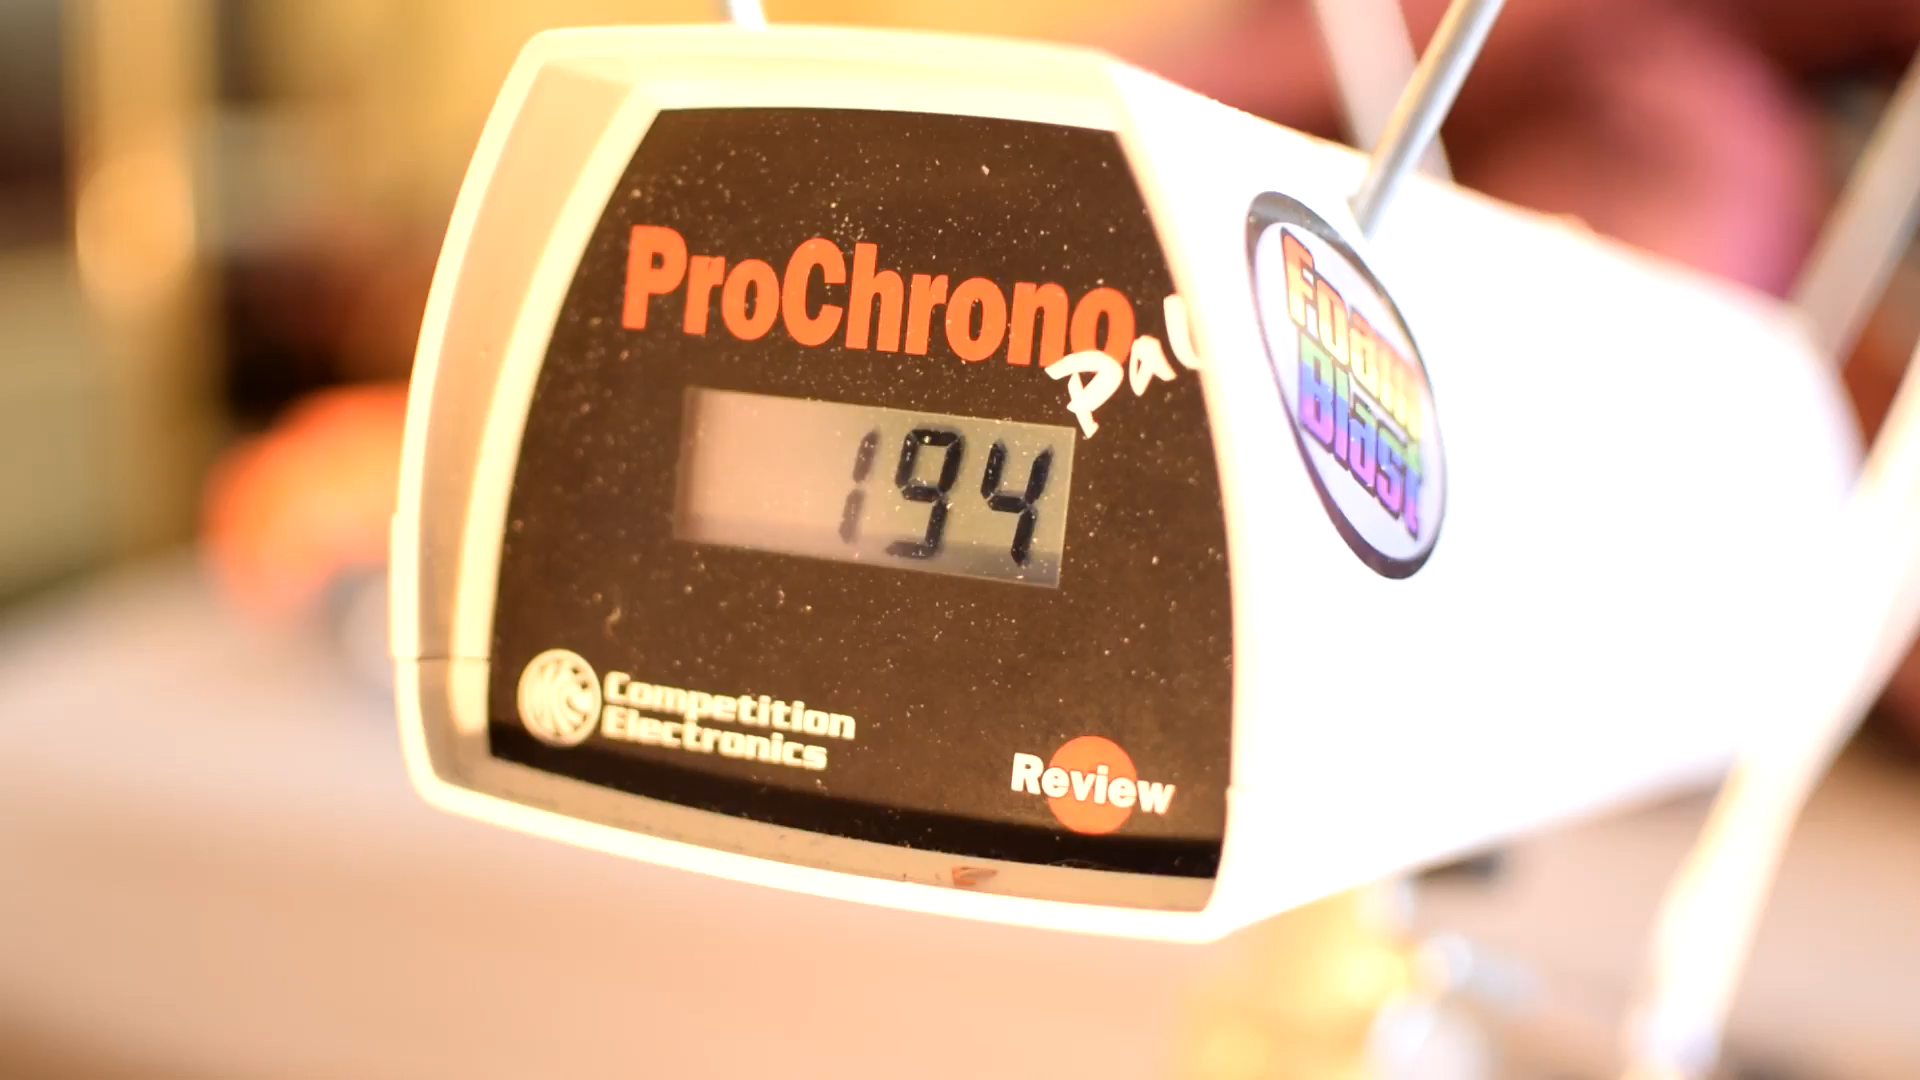 ProChrono
194
Competition
Electronics
Review
Foam
Blast